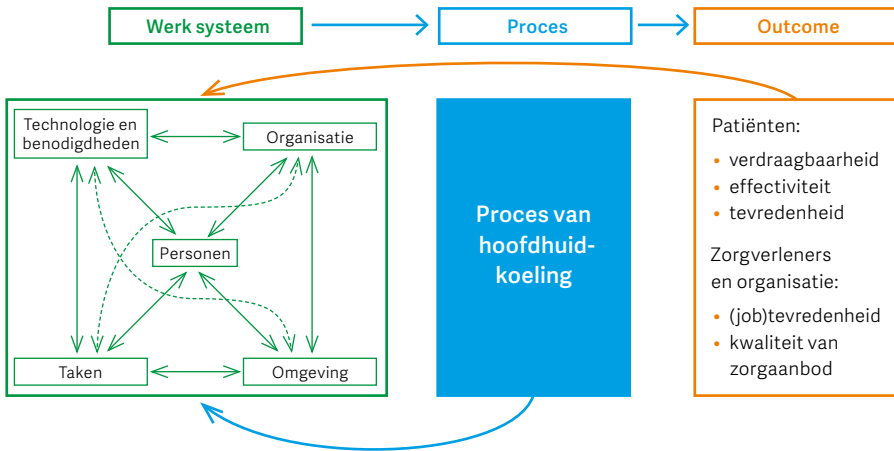 Werk systeem
Proces
Outcome
Technologie en
benodigdheden
Organisatie
Personen
Taken
Omgeving
Proces van
hoofdhuid-
koeling
Patiënten:
• verdraagbaarheid
• effectiviteit
• tevredenheid
Zorgverleners
en organisatie:
• (job)tevredenheid
• kwaliteit van
zorgaanbod